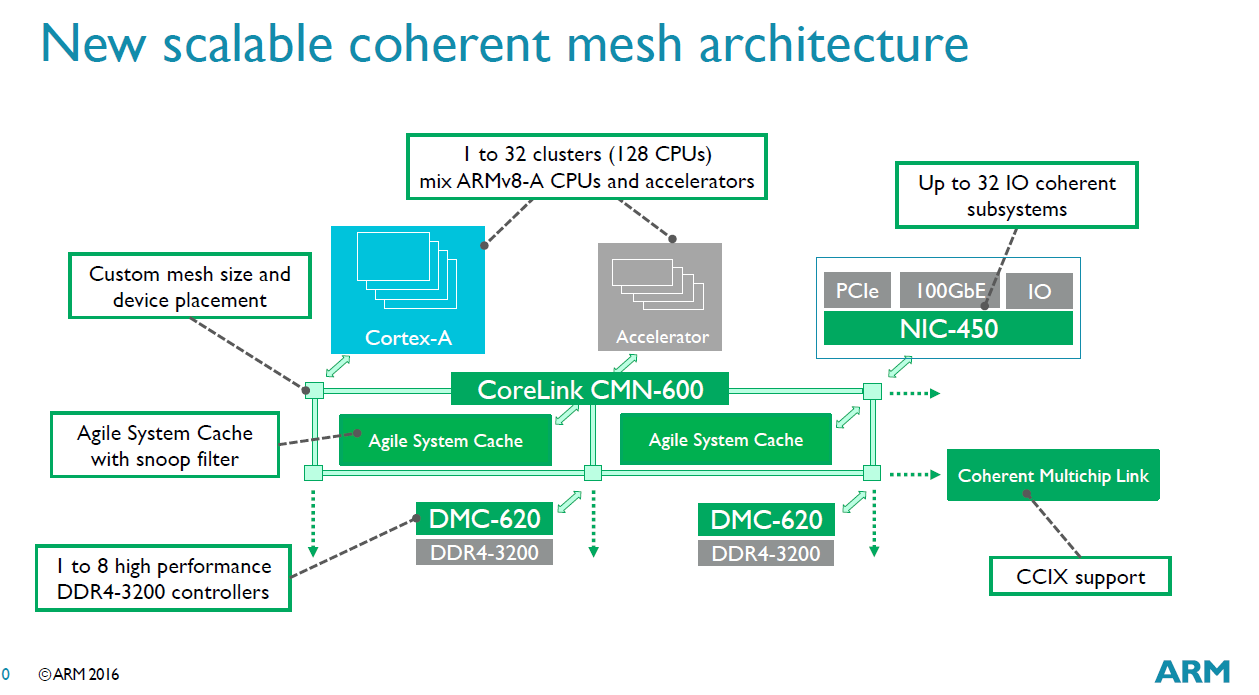 New scalable coherent mesh architecture
1 to 32 clusters (128 CPUs)
mix ARMv8-A CPUs and accelerators
Up to 32 IO coherent
subsystems
Custom mesh size and
device placement
Cortex-A
Accelerator
PCIe
100GbE
IO
NIC-450
CoreLink CMN-600
Agile System Cache
with snoop filter
Agile System Cache
Agile System Cache
Coherent Multichip Link
DMC-620
DDR4-3200
DMC-620
DDR4-3200
1 to 8 high performance
DDR4-3200 controllers
CCIX support
0
©ARM 2016
ARM